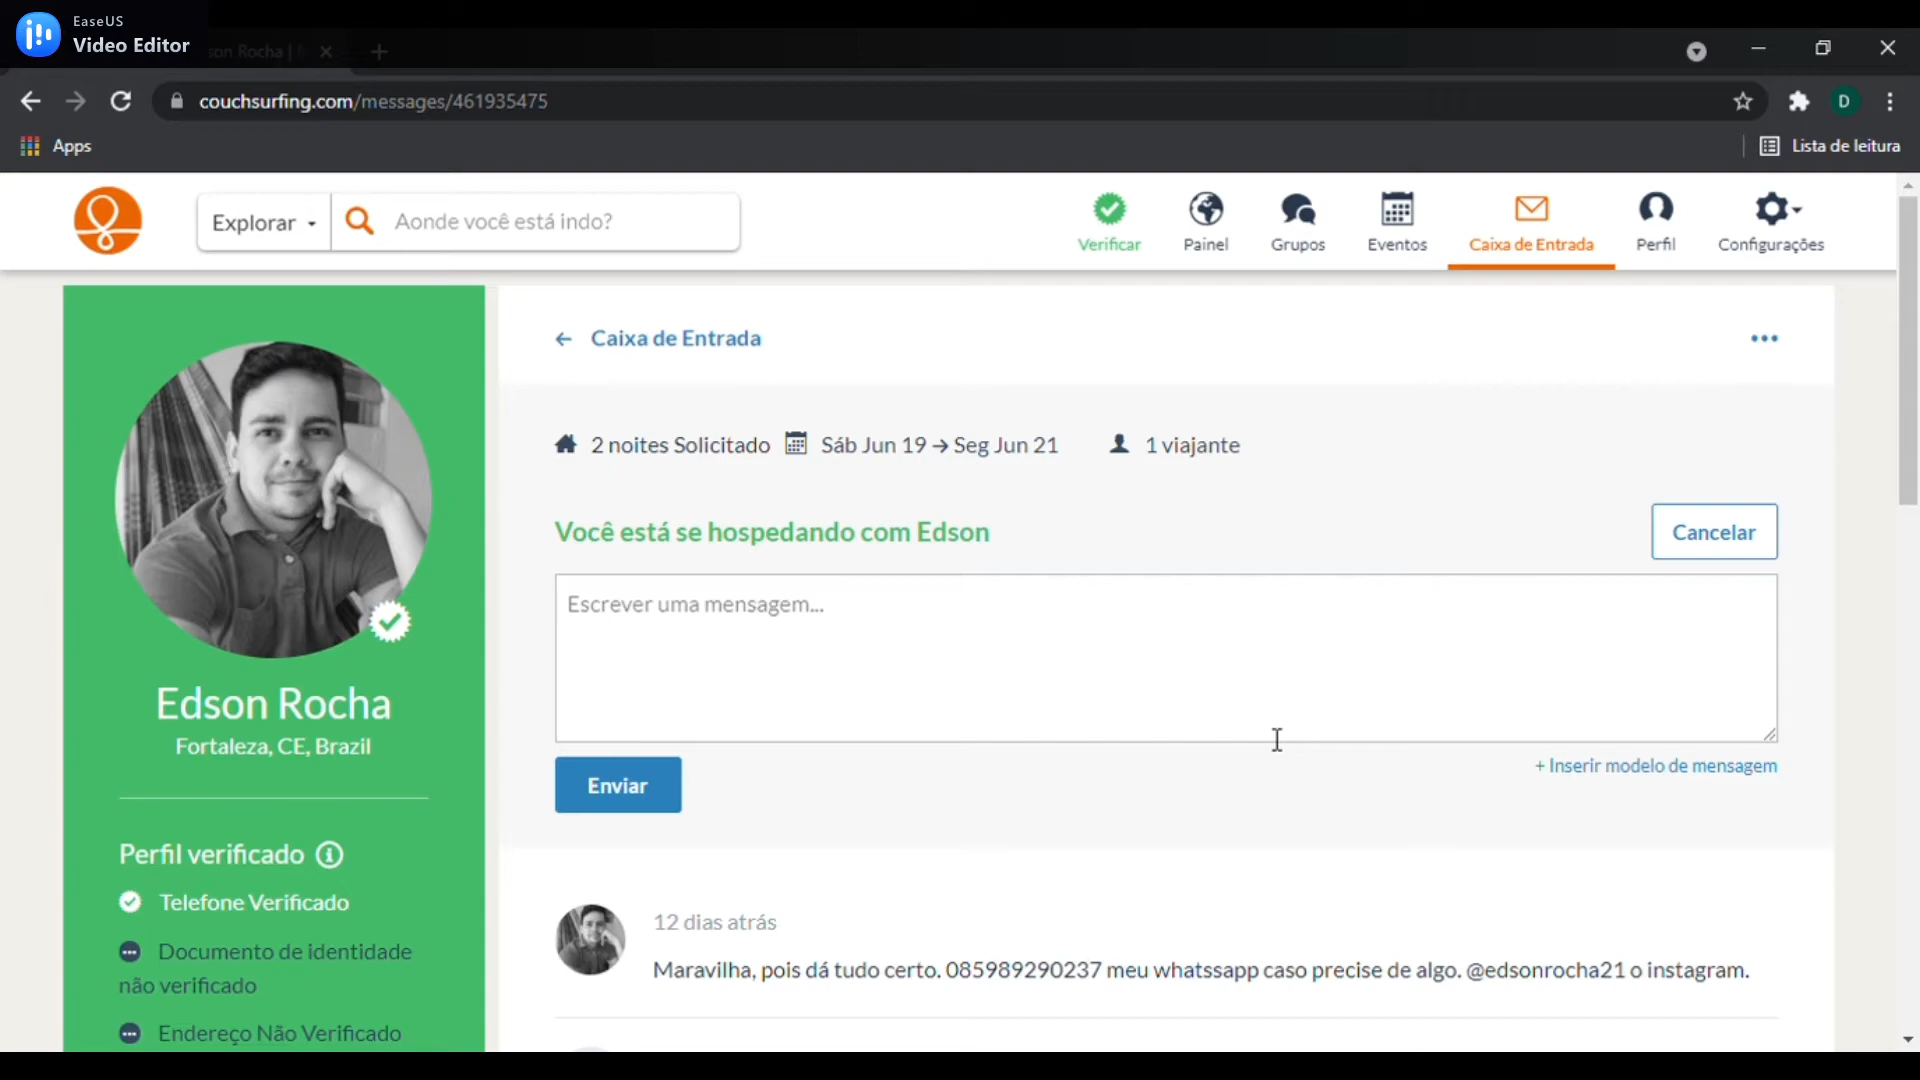 EaseUS
Video Editor
son Rocha |
couchsurfing.com/messages/461935475
D
Apps
Lista de leitura
Explorar
Aonde você está indo?
Verificar
Painel
Grupos
Eventos
Caixa de Entrada
Perfil
Configurações
← Caixa de Entrada
2 noites Solicitado Sáb Jun 19 → Seg Jun 21 1 viajante
Você está se hospedando com Edson
Cancelar
Escrever uma mensagem...
Enviar
+ Inserir modelo de mensagem
Edson Rocha
Fortaleza, CE, Brazil
Perfil verificado
Telefone Verificado
Documento de identidade
não verificado
Endereço Não Verificado
12 dias atrás
Maravilha, pois dá tudo certo. 085989290237 meu whatssapp caso precise de algo. @edsonrocha21 o instagram.